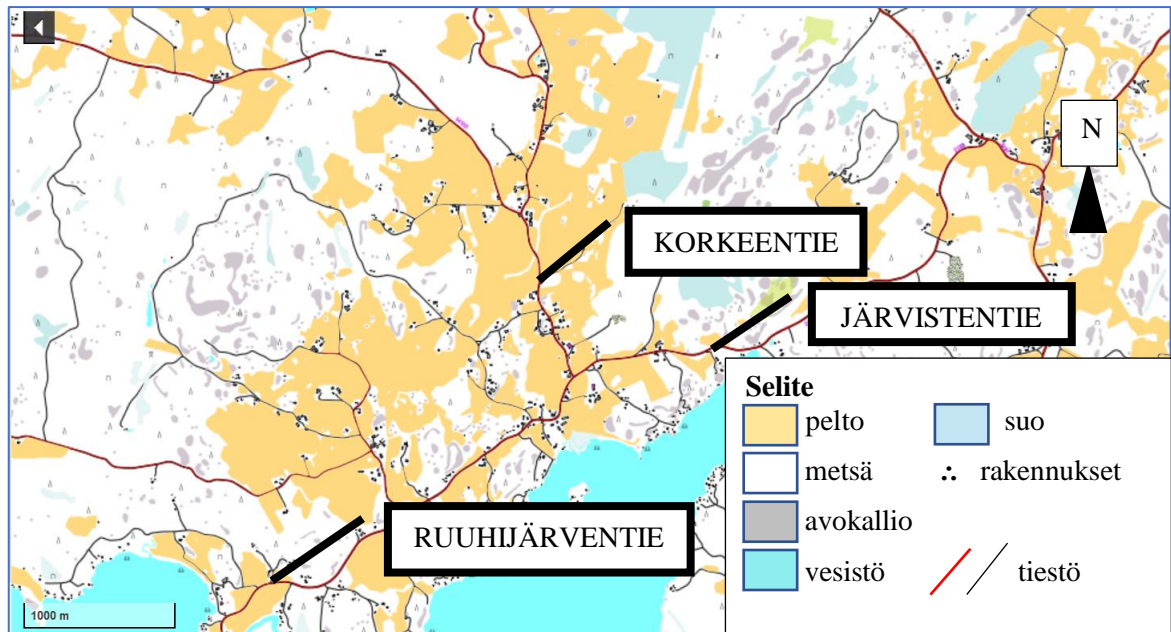 N
KORKEENTIE
JÄRVISTENTIE
RUUHIJÄRVENTIE
Selite
pelto
suo
metsä
rakennukset
avokallio
vesistö
tiestö
1000 m